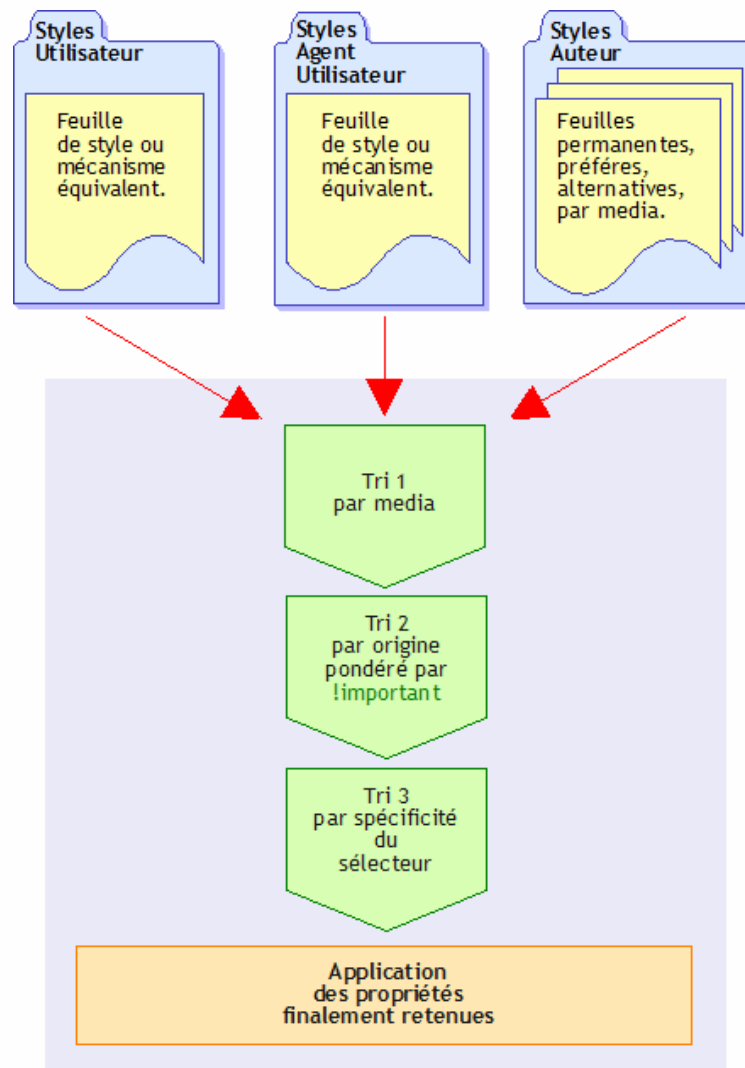 Styles
Utilisateur
Feuille
de style ou
mécanisme
équivalent.
Styles
Agent
Utilisateur
Feuille
de style ou
mécanisme
équivalent.
Styles
Auteur
Feuilles
permanentes,
préféres,
alternatives,
par media.
Tri 1
par media
Tri 2
par origine
pondéré par
!important
Tri 3
par spécificité
du
sélecteur
Application
des propriétés
finalement retenues